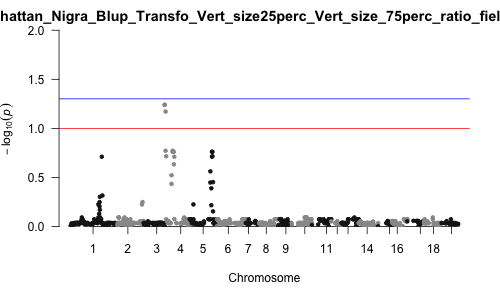 hattan_Nigra_Blup_Transfo_Vert_size25perc_Vert_size_75perc_ratio_fiel
2.0
1.5
1.0
0.5
0.0
− log10(p)
1 2 3 4 5 6 7 8 9 11 14 16 18
Chromosome